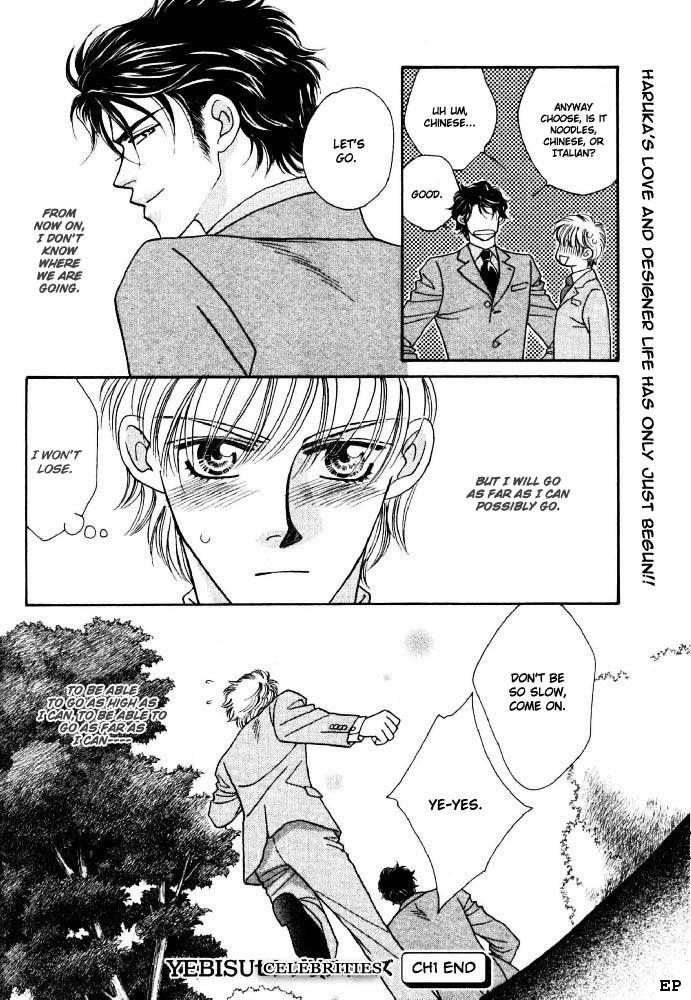 HARUKA'S LOVE AND DESIGNER LIFE HAS ONLY JUST BEGUN!!
ANYWAY
CHOOSE, IS IT
NOODLES,
CHINESE, OR
ITALIAN?
UH UM,
CHINESE...
GOOD.
LET'S
GO.
FROM
NOW ON,
I DON'T
KNOW
WHERE
WE ARE
GOING.
BUT I WILL GO
AS FAR AS I CAN
POSSIBLY GO.
I WON'T
LOSE.
DON'T BE
SO SLOW,
COME ON.
YE-YES.
TO BE ABLE
TO GO AS HIGH AS
I CAN, TO BE ABLE TO
GO AS FAR AS
I CAN~~~~
YEBISU
CELEBRITIES
CH1 END
EP